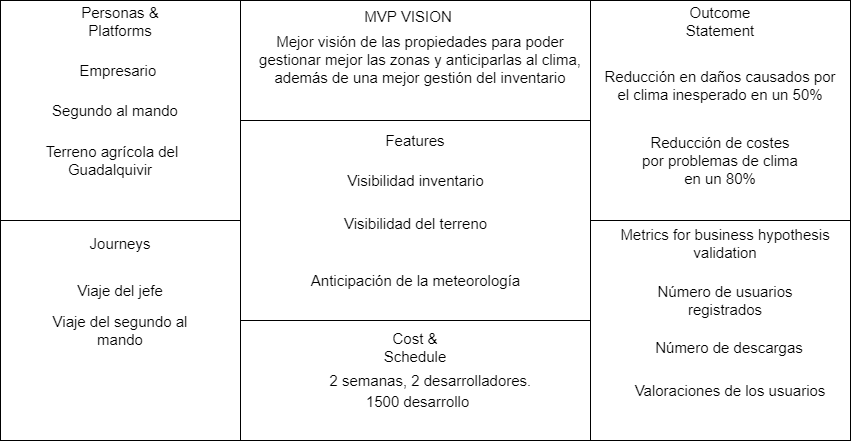 Personas &
Platforms
Empresario
Segundo al mando
Terreno agrícola del
Guadalquivir
MVP VISION
Mejor visión de las propiedades para poder
gestionar mejor las zonas y anticiparlas al clima,
además de una mejor gestión del inventario
Outcome
Statement
Reducción en daños causados por
el clima inesperado en un 50%
Reducción de costes
por problemas de clima
en un 80%
Features
Visibilidad inventario
Visibilidad del terreno
Anticipación de la meteorología
Journeys
Viaje del jefe
Viaje del segundo al
mando
Cost &
Schedule
2 semanas, 2 desarrolladores.
1500 desarrollo
Metrics for business hypothesis
validation
Número de usuarios
registrados
Número de descargas
Valoraciones de los usuarios